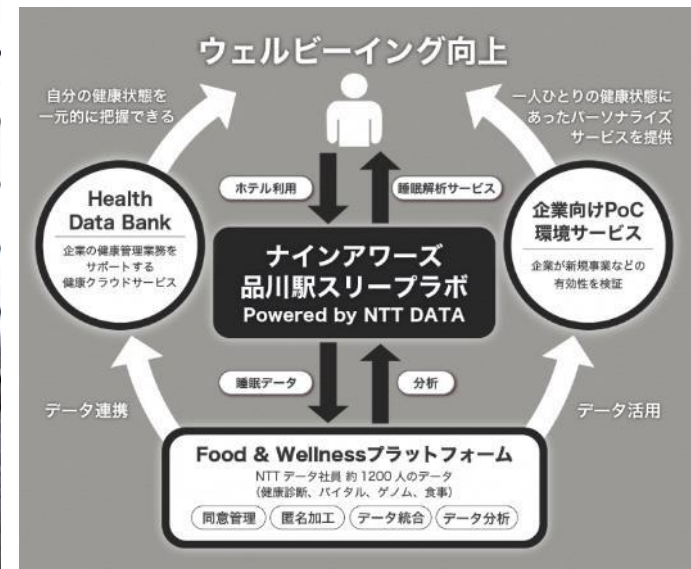 ウェルビーイング向上
自分の健康状態を
一元的に把握できる
一人ひとりの健康状態に
あったパーソナライズ
サービスを提供
ホテル利用
睡眠解析サービス
Health
Data Bank
企業の健康管理業務を
サポートする
健康クラウドサービス
ナインアワーズ
品川駅スリープラボ
Powered by NTT DATA
企業向けPoC
環境サービス
企業が新規事業などの
有効性を検証
睡眠データ
分析
データ連携
データ活用
Food & Wellnessプラットフォーム
NTT データ社員 約1200 人のデータ
(健康診断、バイタル、ゲノム、食事)
同意管理
匿名加工
データ統合
データ分析